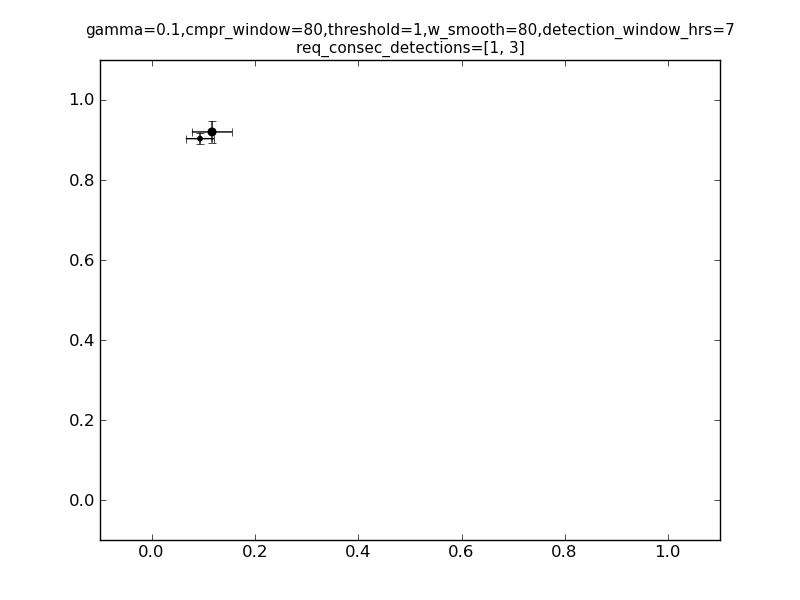 gamma=0.1,cmpr_window=80,threshold=1,w_smooth=80,detection_window_hrs=7
req_consec_detections=[1, 3]
1.0
0.8
0.6
0.4
0.2
0.0
0.0 0.2 0.4 0.6 0.8 1.0